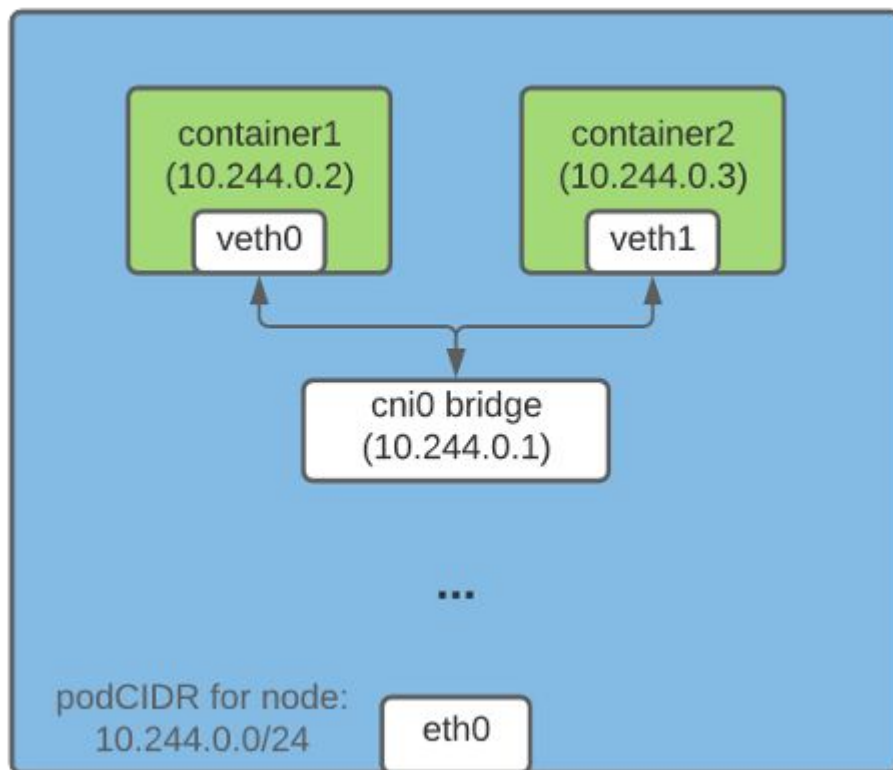 container1
(10.244.0.2)
veth0
container2
(10.244.0.3)
veth1
cni0 bridge
(10.244.0.1)
...
podCIDR for node:
10.244.0.0/24
eth0